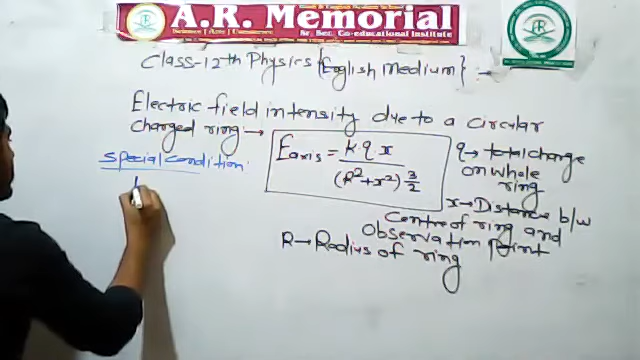 A.R. Memorial
Science | Arts | Commerce Sr. Sec. Co-educational Institute
Class-12th Physics {English Medium} :-
Electric field intensity due to a circular
charged ring →
E axis = k.q.x / (R²+x²)^3/2
q → total charge
on whole
ring
x → Distance b/w
Centre of ring and
Observation point
R → Radius of ring
Special condition